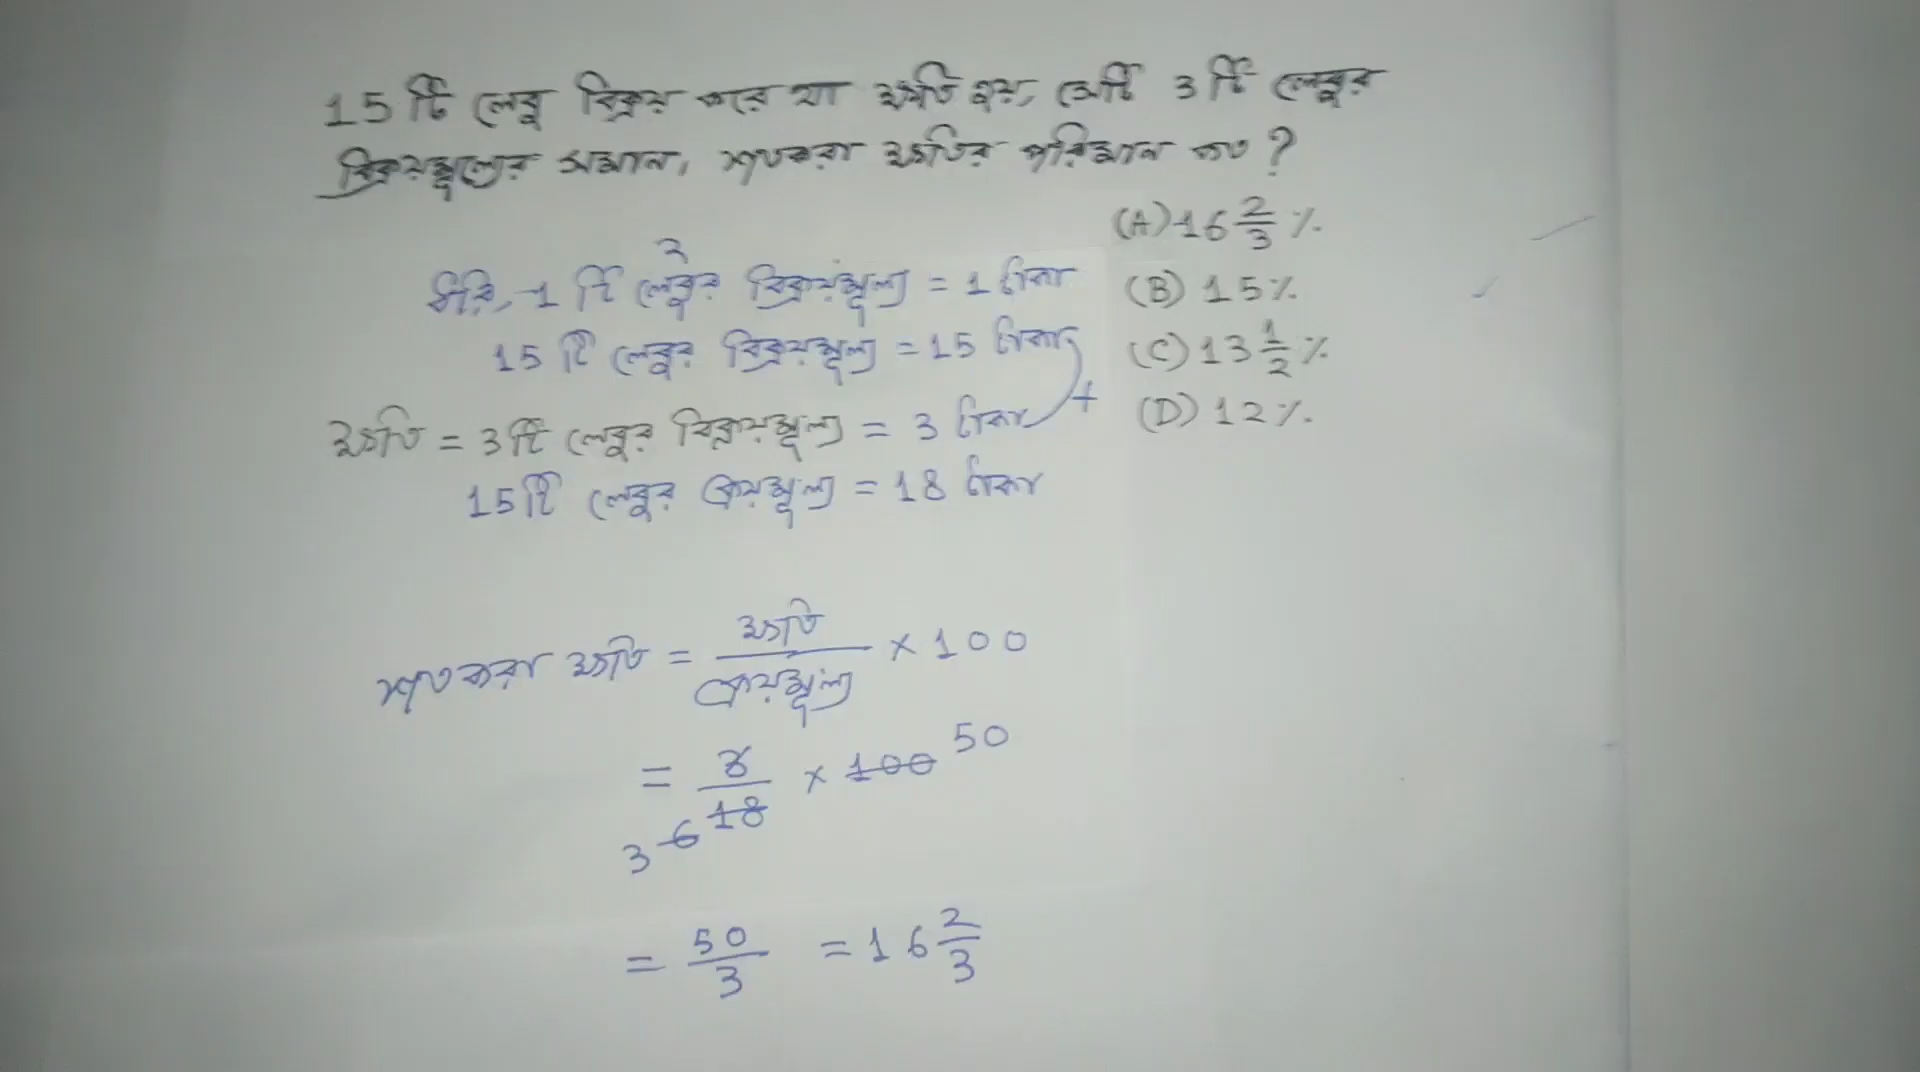 15 টি লেবু বিক্রয় করে যা ক্ষতি হয়, সেটি 3 টি লেবুর
বিক্রয়মূল্যের সমান, শতকরা ক্ষতির পরিমান কত ?
(A) 16 2/3 %
ধরি, 1 টি লেবুর বিক্রয়মূল্য = 1 টাকা
(B) 15%
15 টি লেবুর বিক্রয়মূল্য = 15 টাকা
(C) 13 1/2 %
+
ক্ষতি = 3 টি লেবুর বিক্রয়মূল্য = 3 টাকা
(D) 12%
15 টি লেবুর ক্রয়মূল্য = 18 টাকা
শতকরা ক্ষতি = ক্ষতি/ক্রয়মূল্য × 100
= 3/18 × 100 50
3 6
= 50/3 = 16 2/3